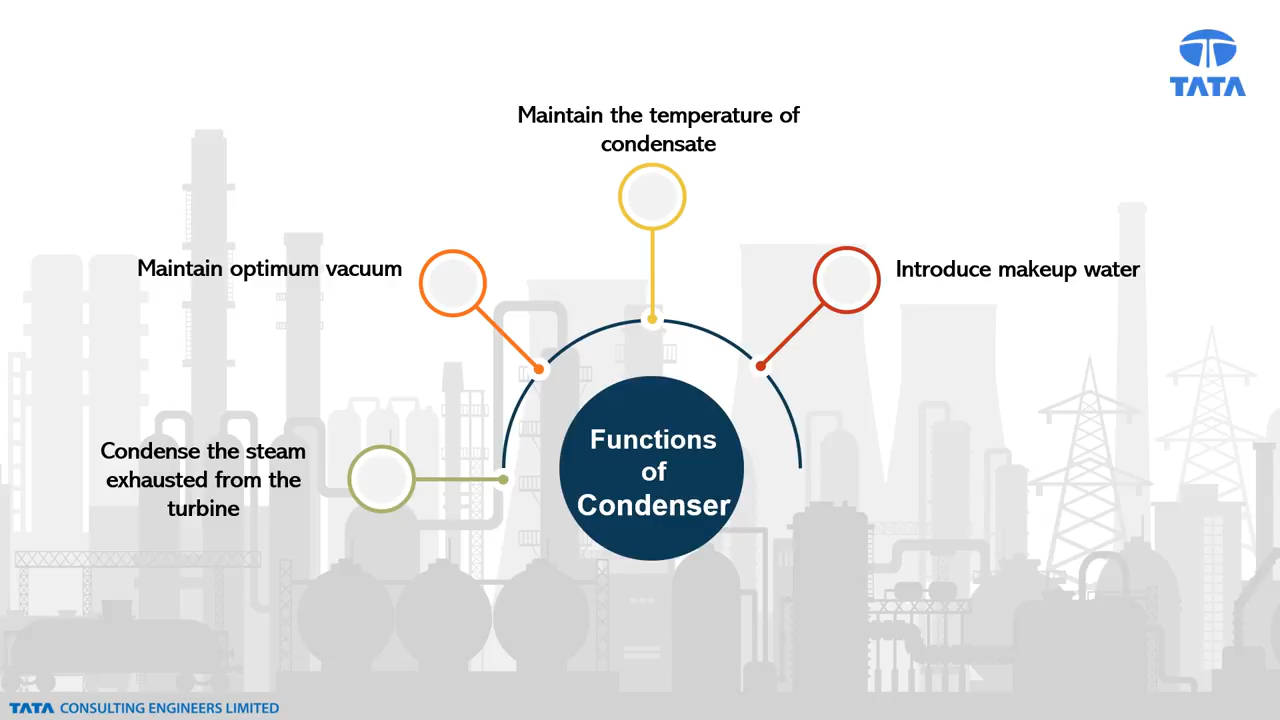 TATA
Maintain the temperature of
condensate
Maintain optimum vacuum
Introduce makeup water
Condense the steam
exhausted from the
turbine
Functions
of
Condenser
TATA CONSULTING ENGINEERS LIMITED